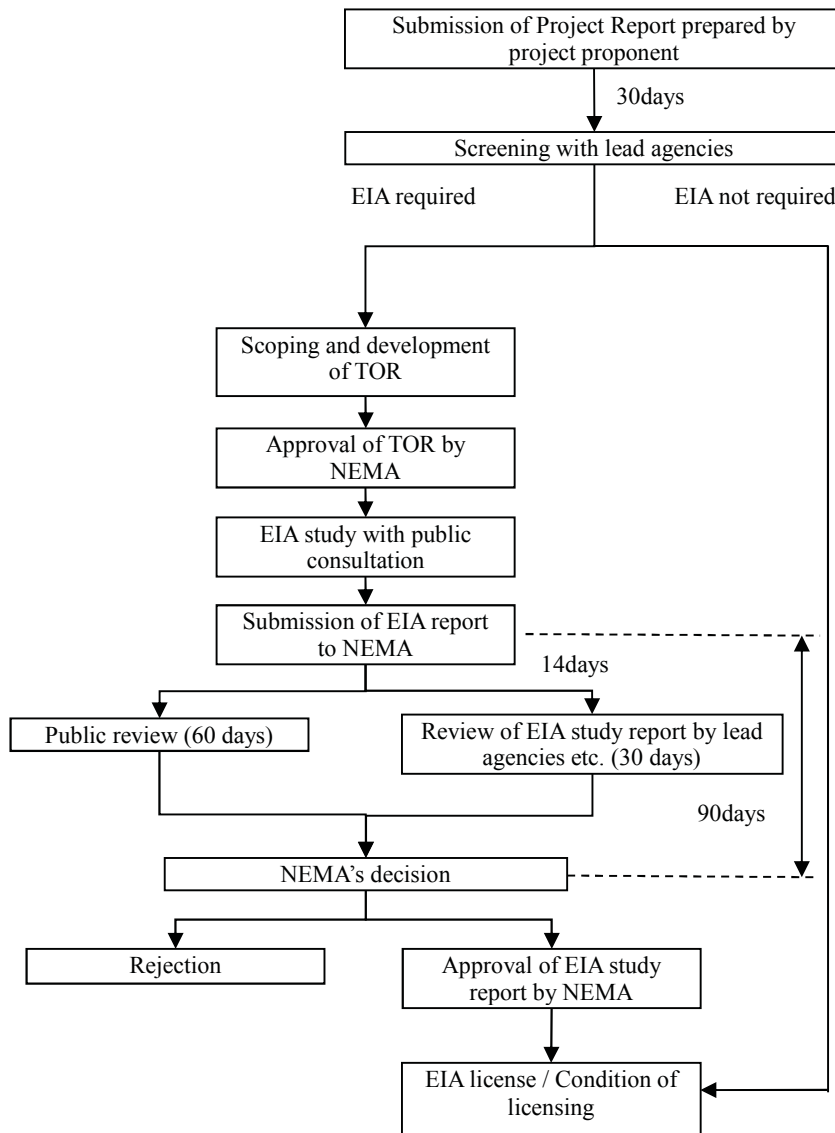 Submission of Project Report prepared by
project proponent
30days
Screening with lead agencies
EIA required
EIA not required
Scoping and development
of TOR
Approval of TOR by
NEMA
EIA study with public
consultation
Submission of EIA report
to NEMA
14days
Public review (60 days)
Review of EIA study report by lead
agencies etc. (30 days)
90days
NEMA’s decision
Rejection
Approval of EIA study
report by NEMA
EIA license / Condition of
licensing